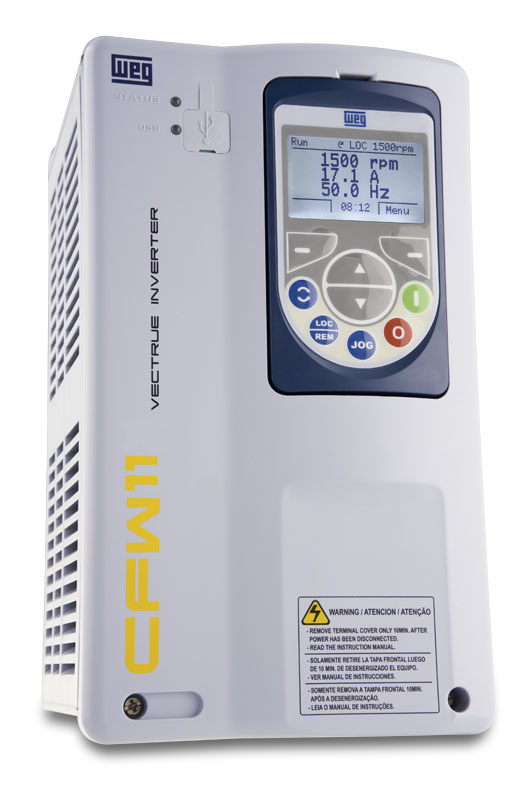 WEG
STATUS
USB
WEG
Run LOC 1500rpm
1500 rpm
17.1 A
50.0 Hz
08:12 Menu
LOC
REM
JOG
VECTRUE INVERTER
CFW11
WARNING / ATENCION / ATENÇÃO
- REMOVE TERMINAL COVER ONLY 10MIN. AFTER
POWER HAS BEEN DISCONNECTED.
- READ THE INSTRUCTION MANUAL.
- SOLAMENTE RETIRE LA TAPA FRONTAL LUEGO
DE 10 MIN. DE DESENERGIZADO EL EQUIPO.
- VER MANUAL DE INSTRUCCIONES.
- SOMENTE REMOVA A TAMPA FRONTAL 10MIN.
APÓS A DESENERGIZAÇÃO.
- LEIA O MANUAL DE INSTRUÇÕES.